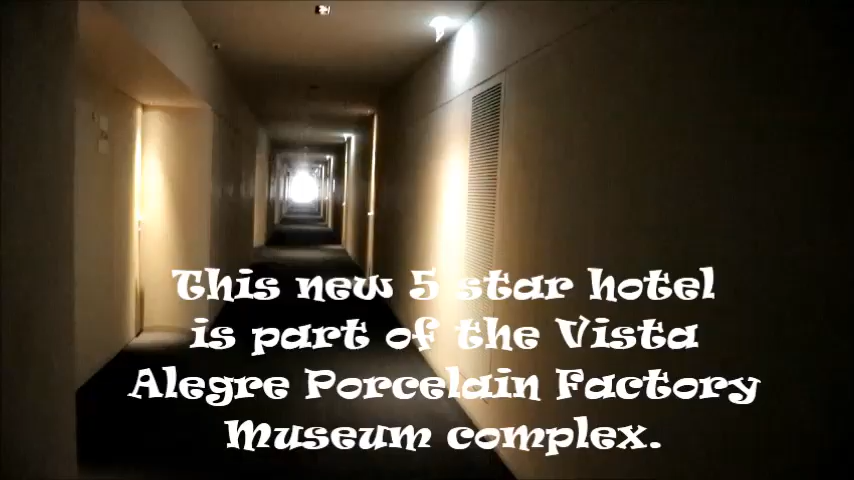 This new 5 star hotel
is part of the Vista
Alegre Porcelain Factory
Museum complex.